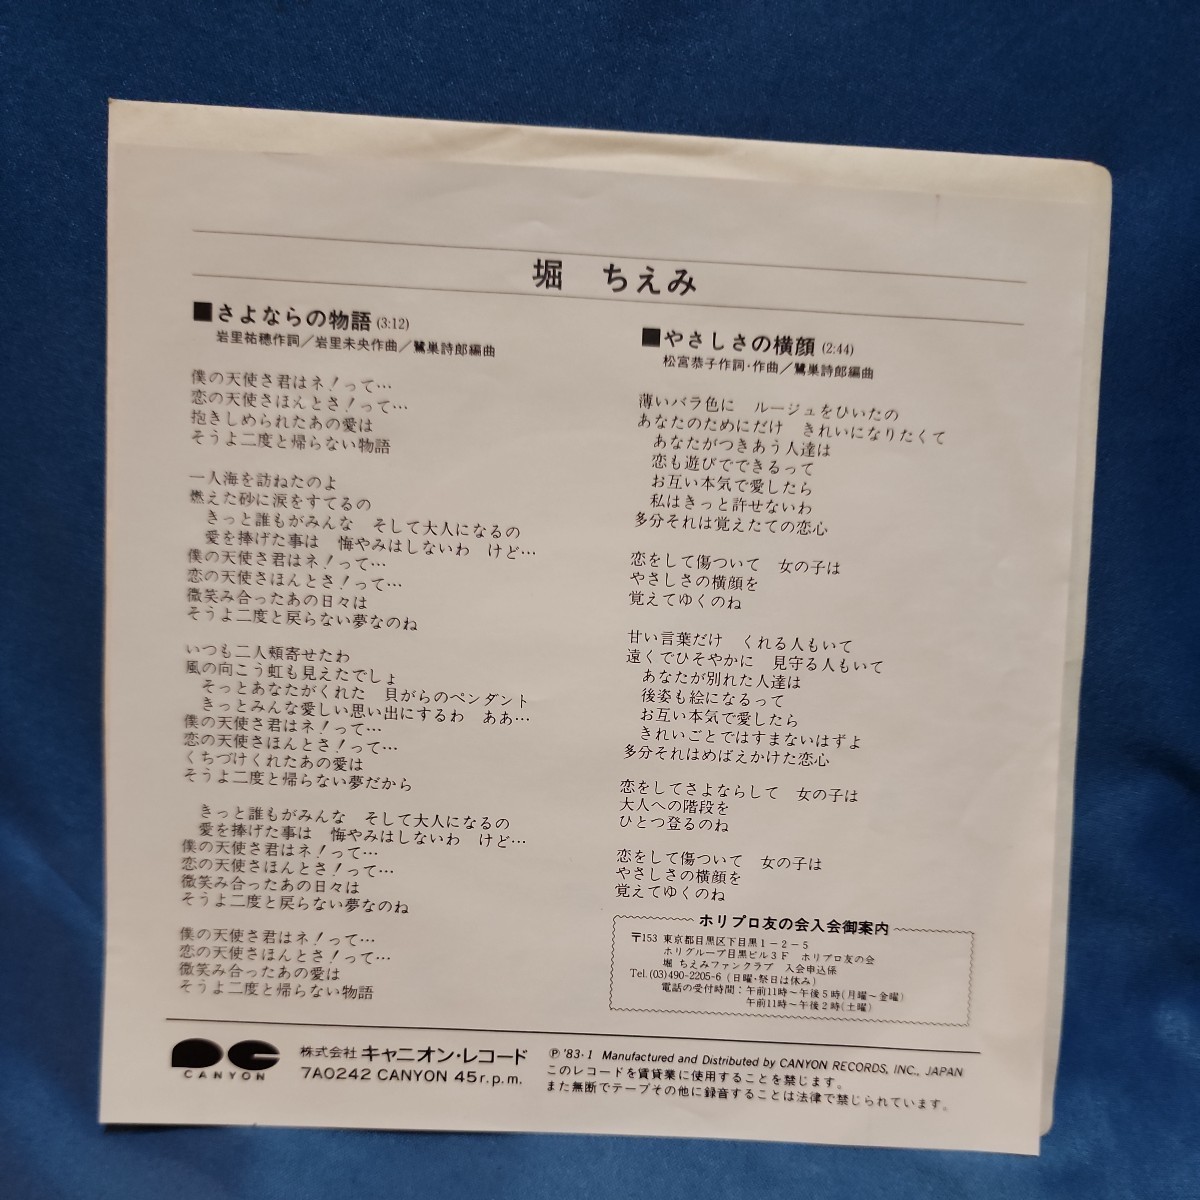 堀　ちえみ
■さよならの物語(3:12)
岩里祐穂作詞／岩里未央作曲／鷺巣詩郎編曲
僕の天使さ君はネ！って…
恋の天使さほんとさ！って…
抱きしめられたあの愛は
そうよ二度と帰らない物語
一人海を訪ねたのよ
燃えた砂に涙をすてるの
きっと誰もがみんな　そして大人になるの
愛を捧げた事は　悔やみはしないわ　けど…
僕の天使さ君はネ！って…
恋の天使さほんとさ！って…
微笑み合ったあの日々は
そうよ二度と戻らない夢なのね
いつも二人頬寄せたわ
風の向こう虹も見えたでしょ
そっとあなたがくれた　貝がらのペンダント
きっとみんな愛しい思い出にするわ　ああ…
僕の天使さ君はネ！って…
恋の天使さほんとさ！って…
くちづけくれたあの愛は
そうよ二度と帰らない夢だから
きっと誰もがみんな　そして大人になるの
愛を捧げた事は　悔やみはしないわ　けど…
僕の天使さ君はネ！って…
恋の天使さほんとさ！って…
微笑み合ったあの日々は
そうよ二度と戻らない夢なのね
僕の天使さ君はネ！って…
恋の天使さほんとさ！って…
微笑み合ったあの愛は
そうよ二度と帰らない物語
■やさしさの横顔(2:44)
松宮恭子作詞・作曲／鷺巣詩郎編曲
薄いバラ色に　ルージュをひいたの
あなたのためにだけ　きれいになりたくて
あなたがつきあう人達は
恋も遊びでできるって
お互い本気で愛したら
私はきっと許せないわ
多分それは覚えたての恋心
恋をして傷ついて　女の子は
やさしさの横顔を
覚えてゆくのね
甘い言葉だけ　くれる人もいて
遠くでひそやかに　見守る人もいて
あなたが別れた人達は
後姿も絵になるって
お互い本気で愛したら
きれいごとではすまないはずよ
多分それはめばえかけた恋心
恋をしてさよならして　女の子は
大人への階段を
ひとつ登るのね
恋をして傷ついて　女の子は
やさしさの横顔を
覚えてゆくのね
ホリプロ友の会入会御案内
〒153 東京都目黒区下目黒1－2－5
ホリグループ目黒ビル3Ｆ　ホリプロ友の会
堀 ちえみファンクラブ　入会申込係
Tel.(03)490-2205-6（日曜・祭日は休み）
電話の受付時間：午前11時〜午後5時(月曜〜金曜)
午前11時〜午後2時(土曜)
CANYON
株式会社 キャニオン・レコード
7A0242 CANYON 45r.p.m.
Ⓟ'83・1 Manufactured and Distributed by CANYON RECORDS, INC., JAPAN
このレコードを賃貸業に使用することを禁じます。
また無断でテープその他に録音することは法律で禁じられています。